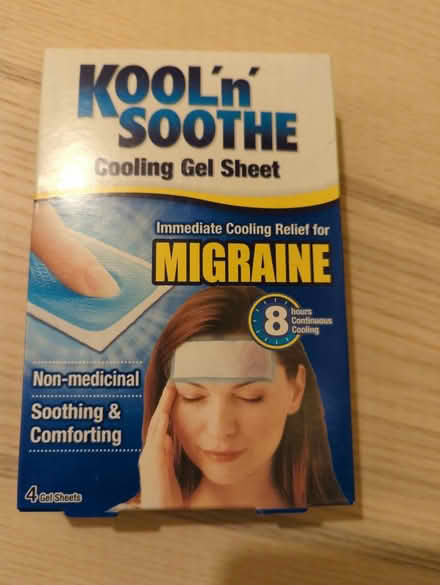 KOOL'n'
SOOTHE
Cooling Gel Sheet
Immediate Cooling Relief for
MIGRAINE
8 hours
Continuous
Cooling
Non-medicinal
Soothing &
Comforting
4 Gel Sheets